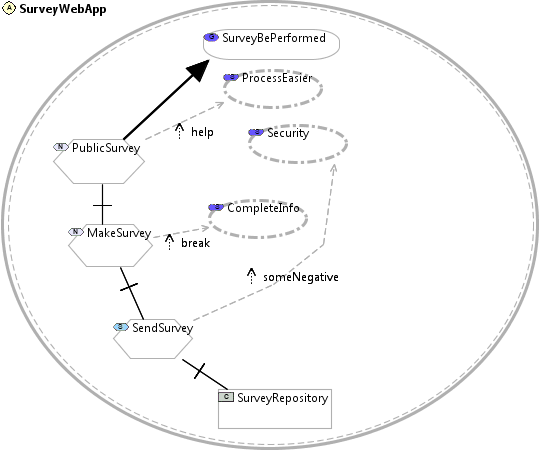 A SurveyWebApp
G SurveyBePerformed
S ProcessEasier
help
S Security
N PublicSurvey
S CompleteInfo
N MakeSurvey
break
someNegative
G SendSurvey
C SurveyRepository